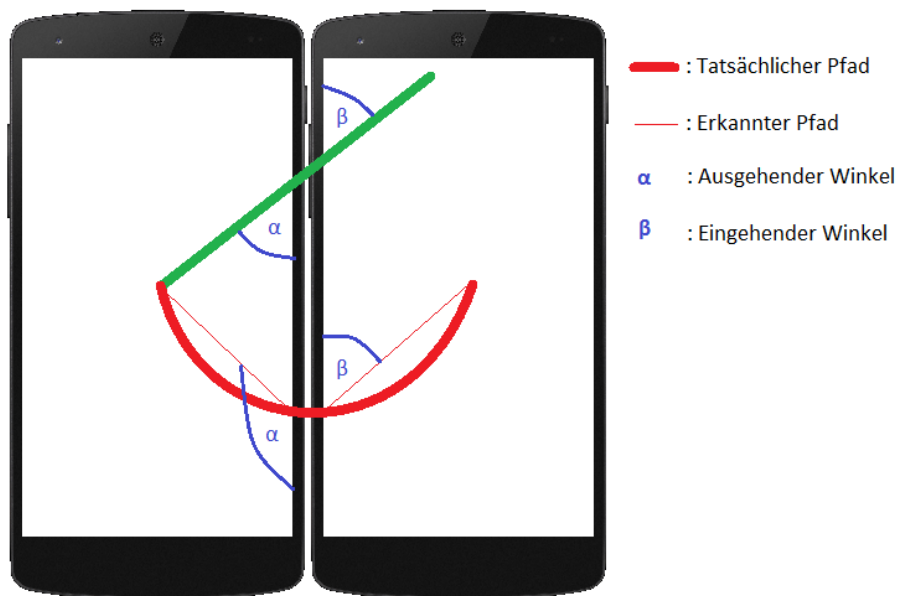 : Tatsächlicher Pfad
β
: Erkannter Pfad
α : Ausgehender Winkel
α
β : Eingehender Winkel
β
α